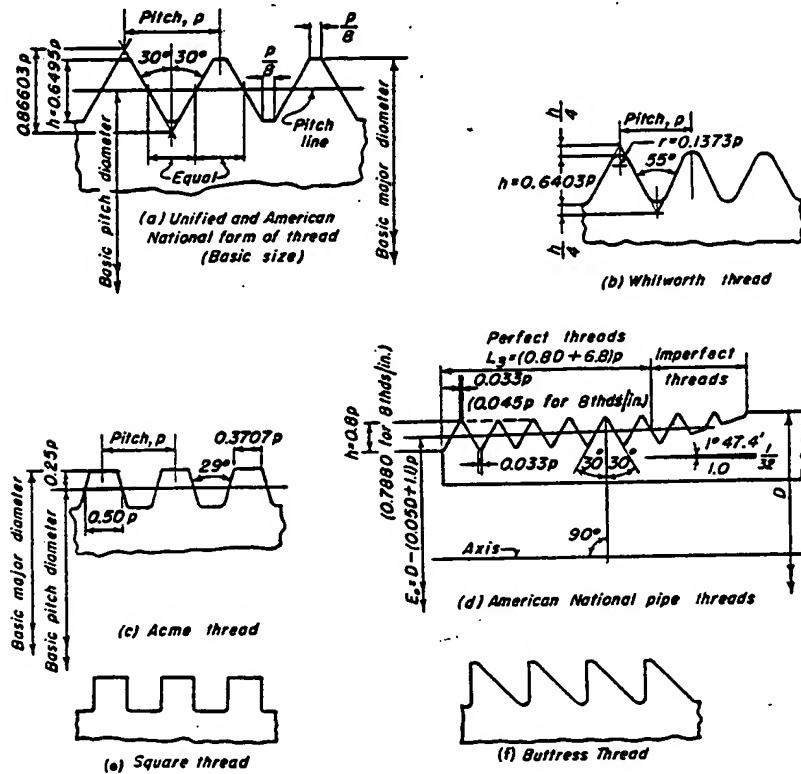 Pitch, p
p
8
0.86603p
h=0.6495p
30° 30°
p
8
Pitch
line
Equal
Basic pitch diameter
Basic major diameter
(a) Unified and American
National form of thread
(Basic size)
h
4
Pitch, p
r=0.1373p
55°
h=0.6403p
h
4
(b) Whitworth thread
Pitch, p
0.3707p
0.25p
29°
0.50p
Basic major diameter
Basic pitch diameter
(c) Acme thread
Perfect threads
L₃=(0.8D+6.8)p
Imperfect
threads
0.033p
(0.045p for 8thds/in.)
h=0.8p
(0.7880 for 8thds/in.)
0.033p
30° 30°
1° 47.4'
1.0
1
32
E₀=D-(0.05D+1.1)p
90°
Axis
D
(d) American National pipe threads
(e) Square thread
(f) Buttress Thread